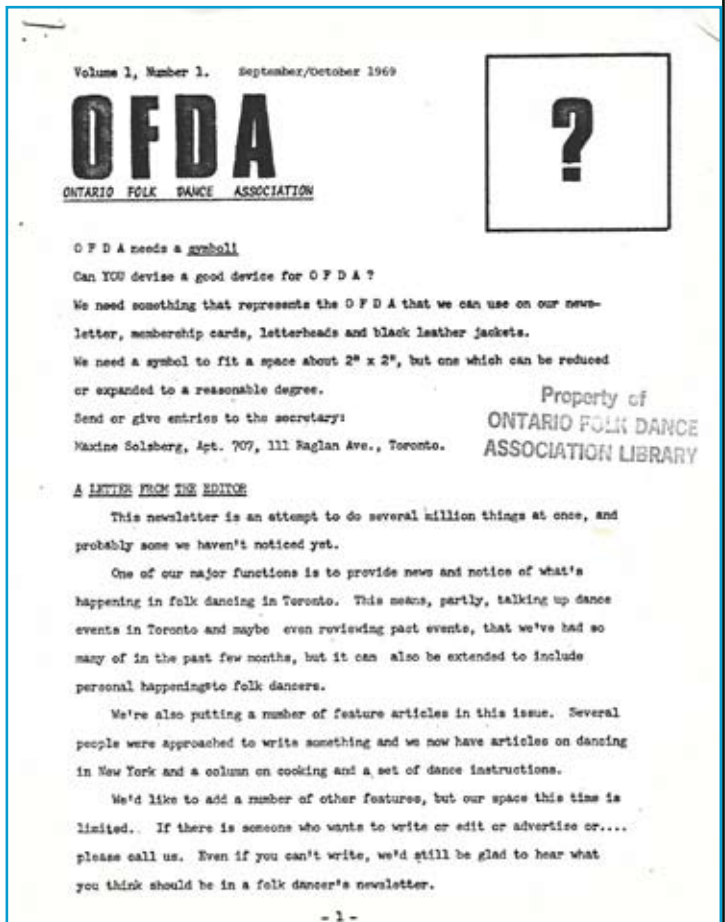 Volume 1, Number 1. September/October 1969
OFDA
ONTARIO FOLK DANCE ASSOCIATION
?
O F D A needs a symbol!
Can YOU devise a good device for O F D A ?
We need something that represents the O F D A that we can use on our news-
letter, membership cards, letterheads and black leather jackets.
We need a symbol to fit a space about 2" x 2", but one which can be reduced
or expanded to a reasonable degree.
Send or give entries to the secretary:
Maxine Solsberg, Apt. 707, 111 Raglan Ave., Toronto.
Property of
ONTARIO FOLK DANCE
ASSOCIATION LIBRARY
A LETTER FROM THE EDITOR
This newsletter is an attempt to do several million things at once, and
probably some we haven't noticed yet.
One of our major functions is to provide news and notice of what's
happening in folk dancing in Toronto. This means, partly, talking up dance
events in Toronto and maybe even reviewing past events, that we've had so
many of in the past few months, but it can also be extended to include
personal happeningsto folk dancers.
We're also putting a number of feature articles in this issue. Several
people were approached to write something and we now have articles on dancing
in New York and a column on cooking and a set of dance instructions.
We'd like to add a number of other features, but our space this time is
limited.. If there is someone who wants to write or edit or advertise or....
please call us. Even if you can't write, we'd still be glad to hear what
you think should be in a folk dancer's newsletter.
- 1 -